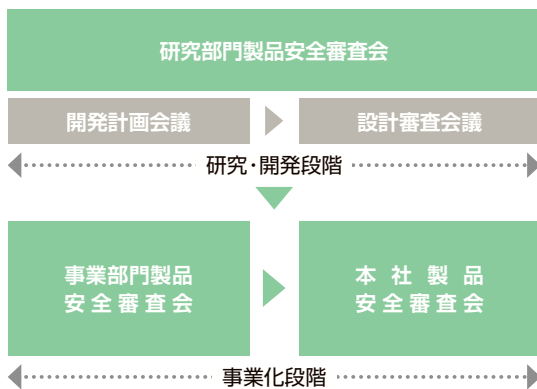 研究部門製品安全審査会
開発計画会議
設計審査会議
研究・開発段階
事業部門製品
安全審査会
本社製品
安全審査会
事業化段階